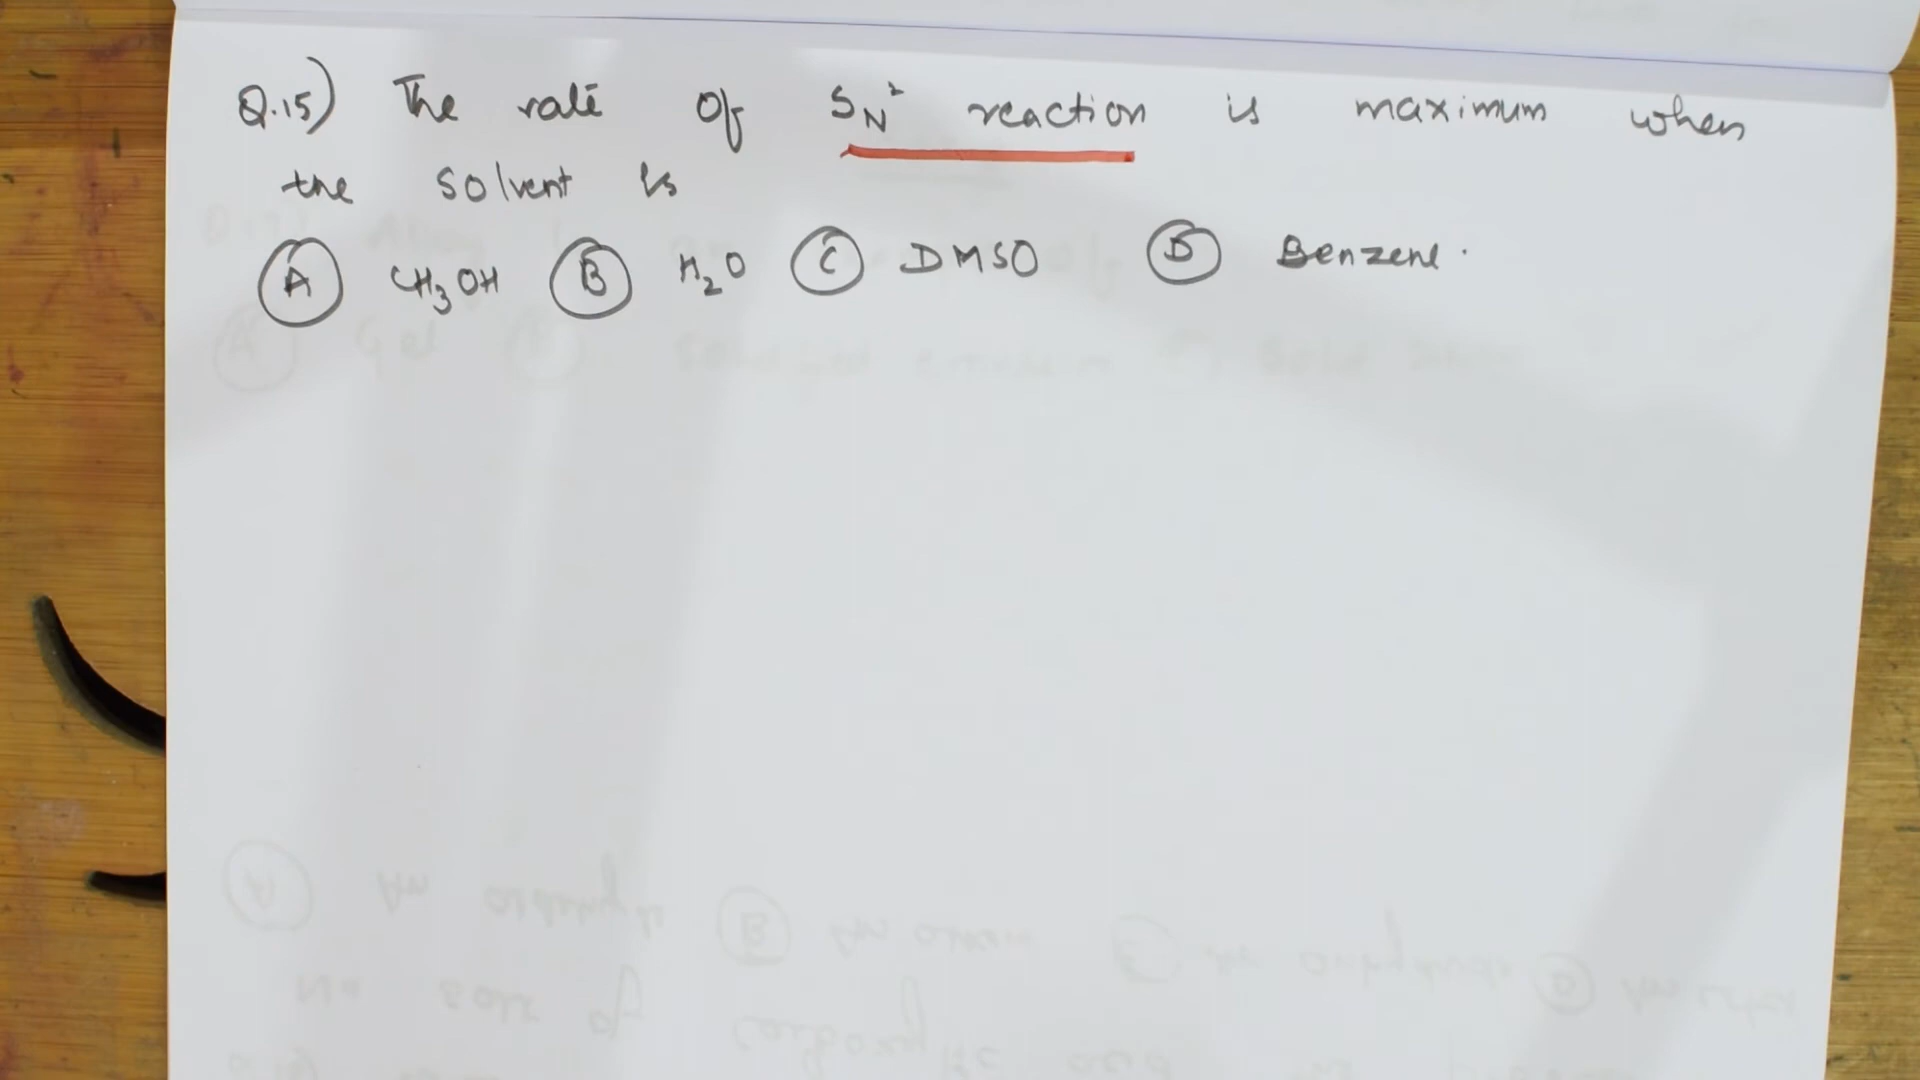 Q.15) The rate of SN² reaction is maximum when
the solvent is
(A) CH₃OH (B) H₂O (C) DMSO (D) Benzene.